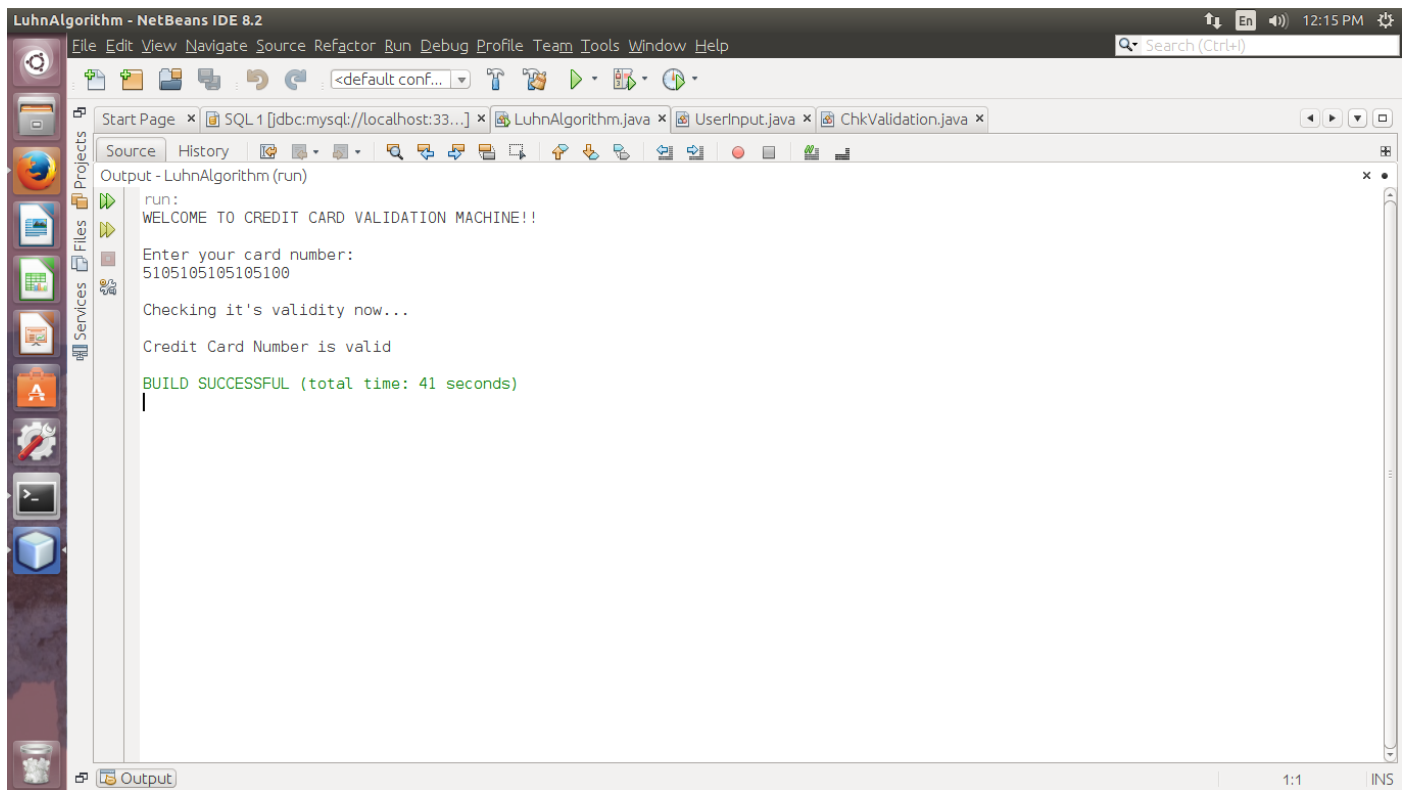 LuhnAlgorithm - NetBeans IDE 8.2
En 12:15 PM
File Edit View Navigate Source Refactor Run Debug Profile Team Tools Window Help
Search (Ctrl+I)
<default conf...
Start Page SQL 1 [jdbc:mysql://localhost:33...] LuhnAlgorithm.java UserInput.java ChkValidation.java
Source History
Output - LuhnAlgorithm (run)
Projects
Files
Services
run:
WELCOME TO CREDIT CARD VALIDATION MACHINE!!
Enter your card number:
5105105105105100
Checking it's validity now...
Credit Card Number is valid
BUILD SUCCESSFUL (total time: 41 seconds)
Output
1:1 INS